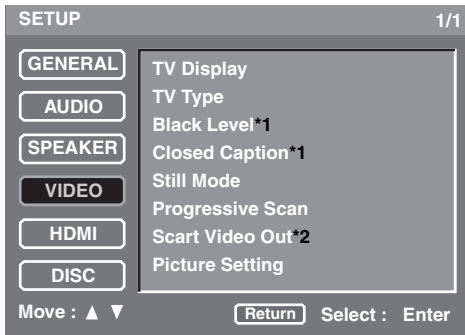 SETUP 1/1
GENERAL
AUDIO
SPEAKER
VIDEO
HDMI
DISC
TV Display
TV Type
Black Level*1
Closed Caption*1
Still Mode
Progressive Scan
Scart Video Out*2
Picture Setting
Move : ▲ ▼ Return Select : Enter